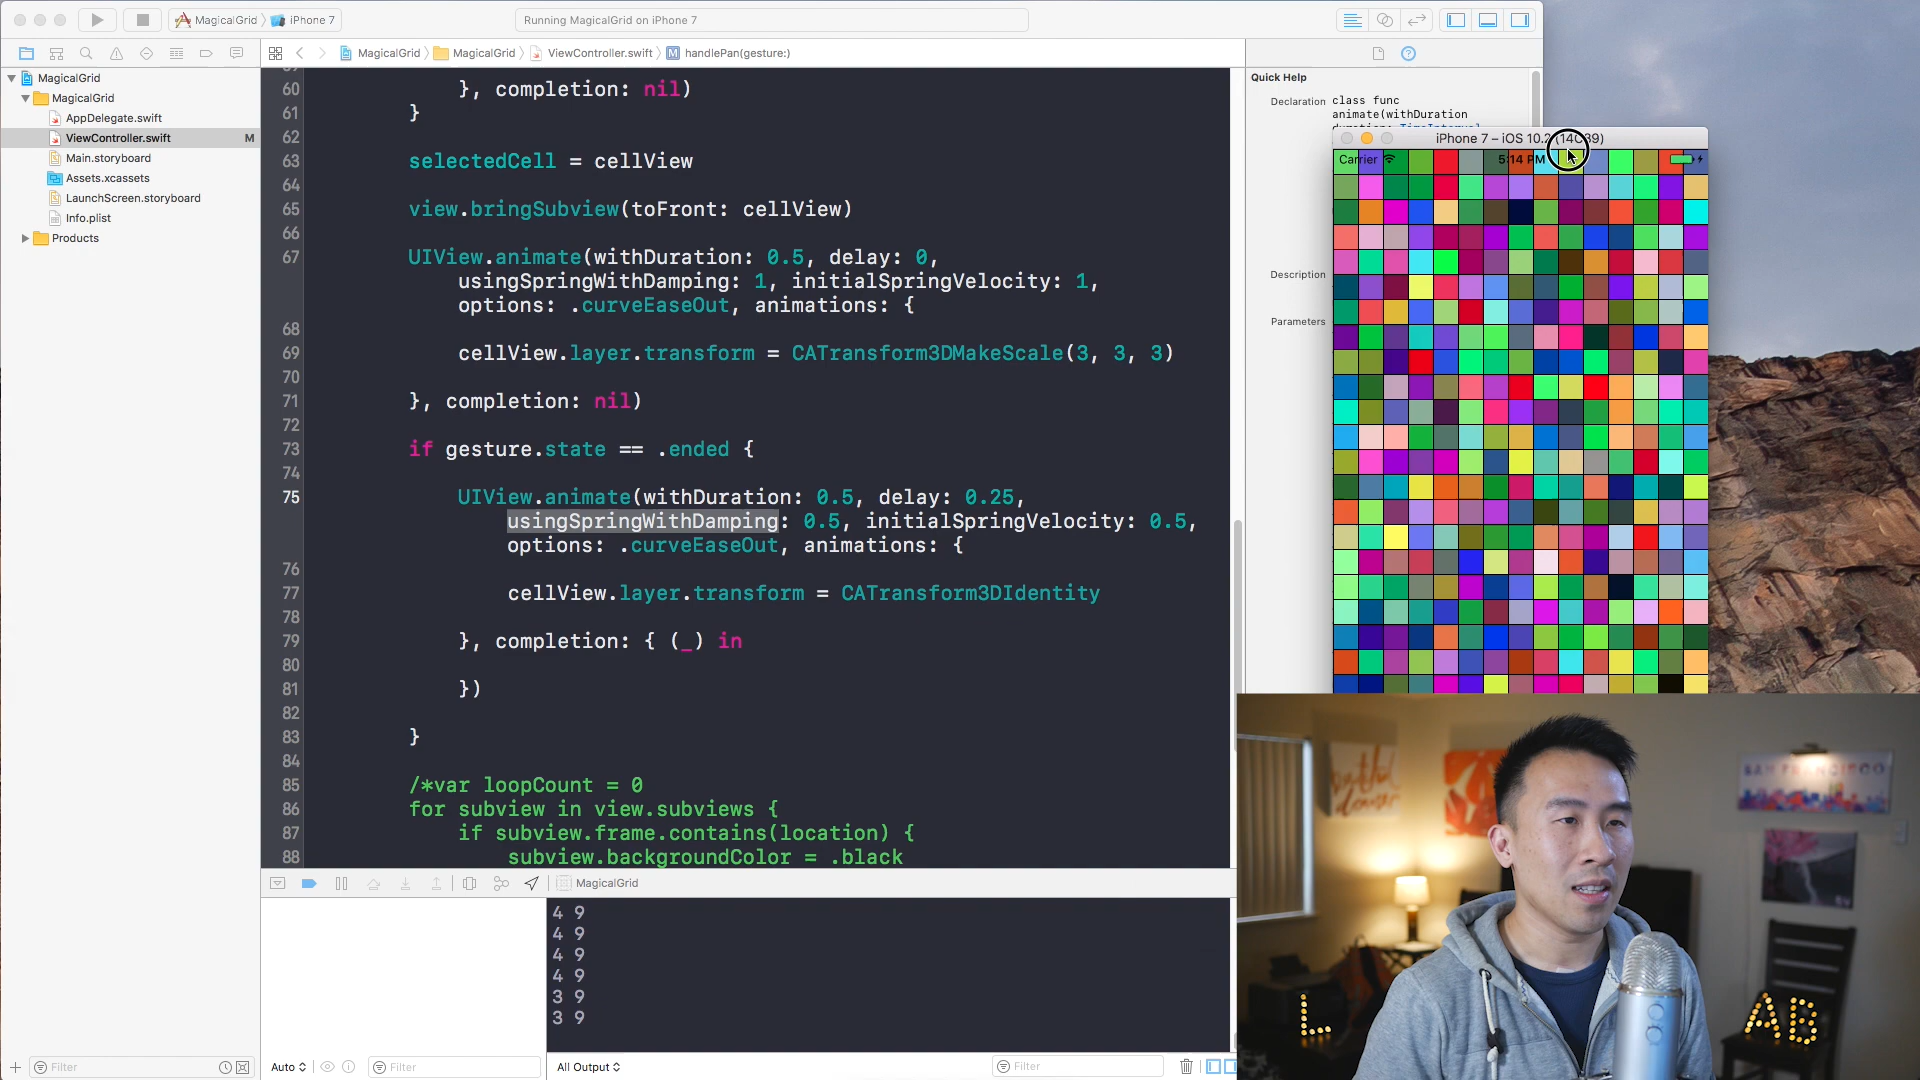 MagicalGrid
iPhone 7
Running MagicalGrid on iPhone 7
MagicalGrid
MagicalGrid
ViewController.swift
M
handlePan(gesture:)
MagicalGrid
MagicalGrid
AppDelegate.swift
ViewController.swift
M
Main.storyboard
Assets.xcassets
LaunchScreen.storyboard
Info.plist
Products
60 }, completion: nil)
61 }
62
63 selectedCell = cellView
64
65 view.bringSubview(toFront: cellView)
66
67 UIView.animate(withDuration: 0.5, delay: 0,
usingSpringWithDamping: 1, initialSpringVelocity: 1,
options: .curveEaseOut, animations: {
68
69 cellView.layer.transform = CATransform3DMakeScale(3, 3, 3)
70
71 }, completion: nil)
72
73 if gesture.state == .ended {
74
75 UIView.animate(withDuration: 0.5, delay: 0.25,
usingSpringWithDamping: 0.5, initialSpringVelocity: 0.5,
options: .curveEaseOut, animations: {
76
77 cellView.layer.transform = CATransform3DIdentity
78
79 }, completion: { (_) in
80
81 })
82
83 }
84
85 /*var loopCount = 0
86 for subview in view.subviews {
87 if subview.frame.contains(location) {
88 subview.backgroundColor = .black
Quick Help
Declaration
class func
animate(withDuration
Description
Parameters
iPhone 7 – iOS 10.2 (14C89)
Carrier
5:14 PM
MagicalGrid
4 9
4 9
4 9
4 9
3 9
3 9
Filter
Auto
Filter
All Output
Filter
SAN FRANCISCO
L
AB